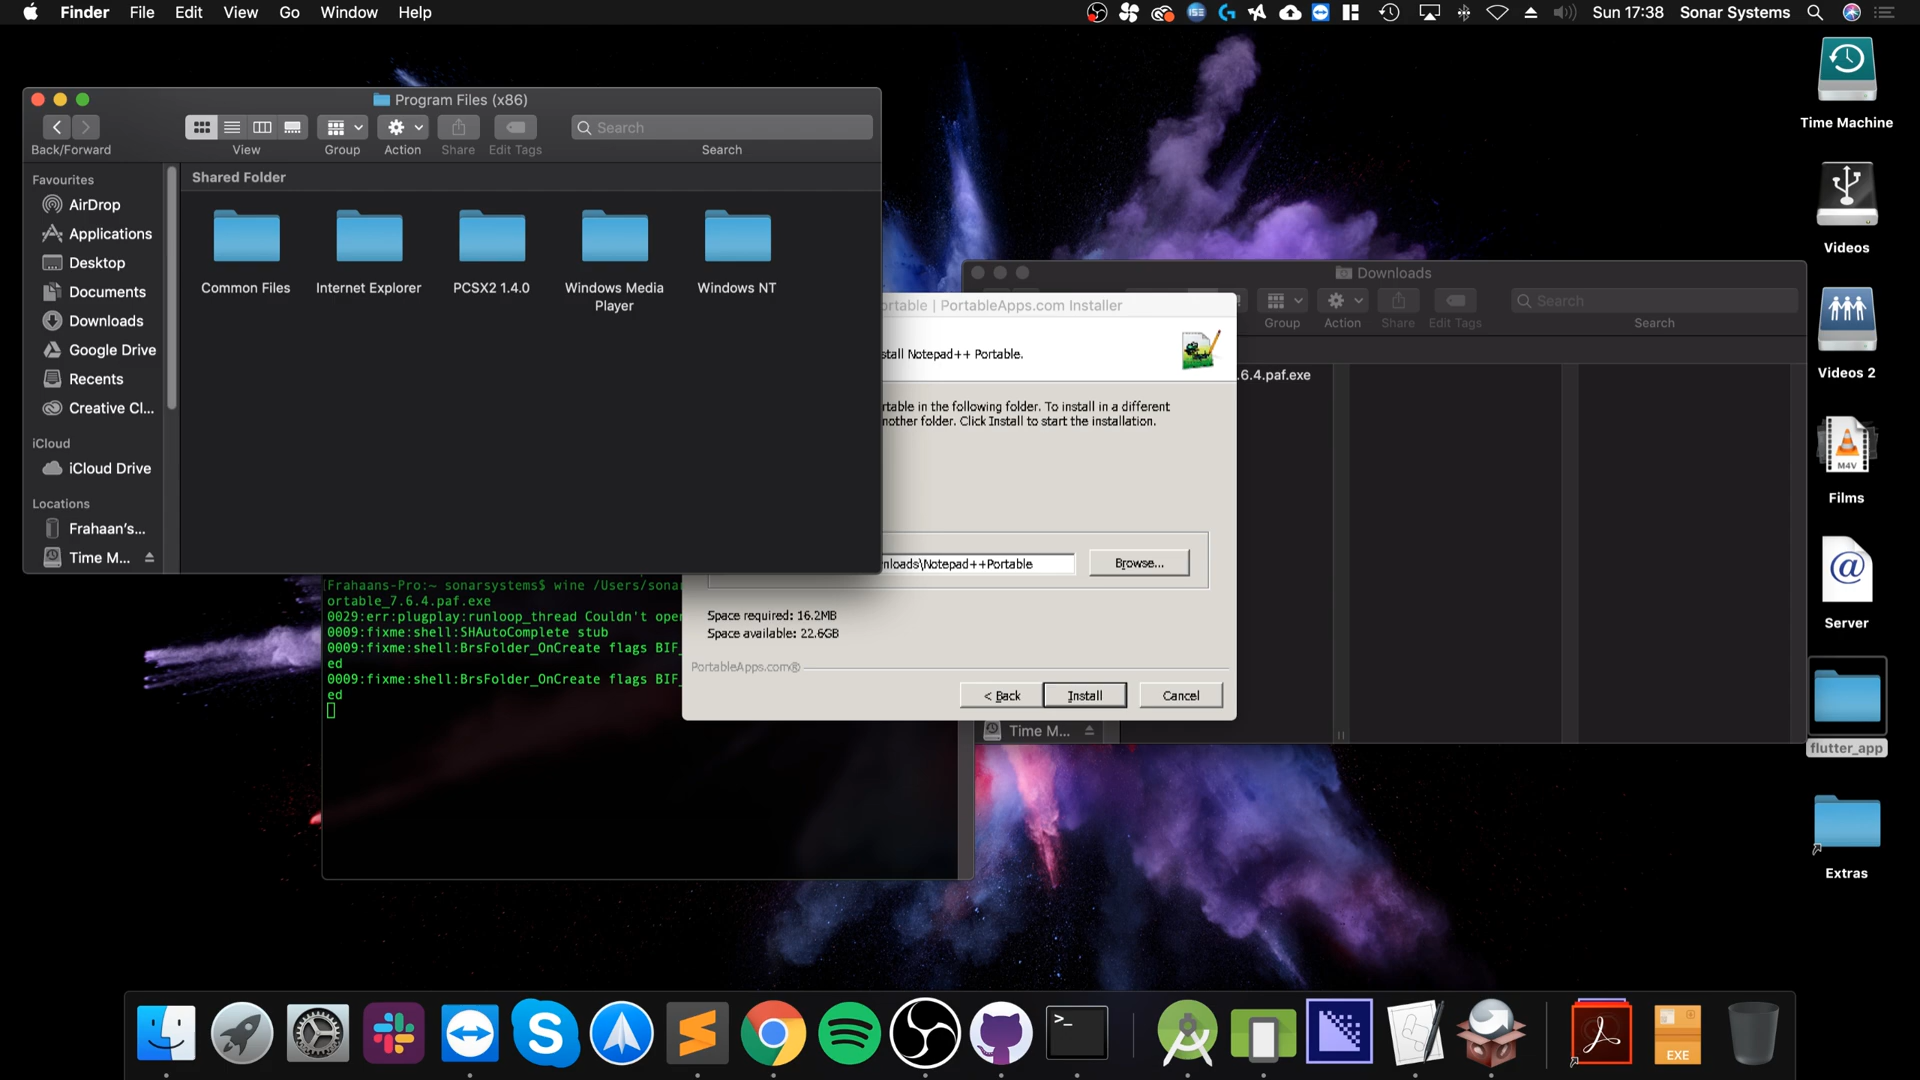 Finder File Edit View Go Window Help
Sun 17:38 Sonar Systems
Program Files (x86)
Search
Back/Forward View Group Action Share Edit Tags Search
Favourites
AirDrop
Applications
Desktop
Documents
Downloads
Google Drive
Recents
Creative Cl...
iCloud
iCloud Drive
Locations
Frahaan's...
Time M...
Shared Folder
Common Files
Internet Explorer
PCSX2 1.4.0
Windows Media
Player
Windows NT
Downloads
Search
Group Action Share Edit Tags Search
.6.4.paf.exe
Time M...
ortable | PortableApps.com Installer
stall Notepad++ Portable.
rtable in the following folder. To install in a different
nother folder. Click Install to start the installation.
nloads\Notepad++Portable
Browse...
Space required: 16.2MB
Space available: 22.6GB
PortableApps.com®
< Back
Install
Cancel
[Frahaans-Pro:~ sonarsystems$ wine /Users/sonar
ortable_7.6.4.paf.exe
0029:err:plugplay:runloop_thread Couldn't oper
0009:fixme:shell:SHAutoComplete stub
0009:fixme:shell:BrsFolder_OnCreate flags BIF_
ed
0009:fixme:shell:BrsFolder_OnCreate flags BIF_
ed
Time Machine
Videos
Videos 2
M4V
Films
Server
flutter_app
Extras
EXE